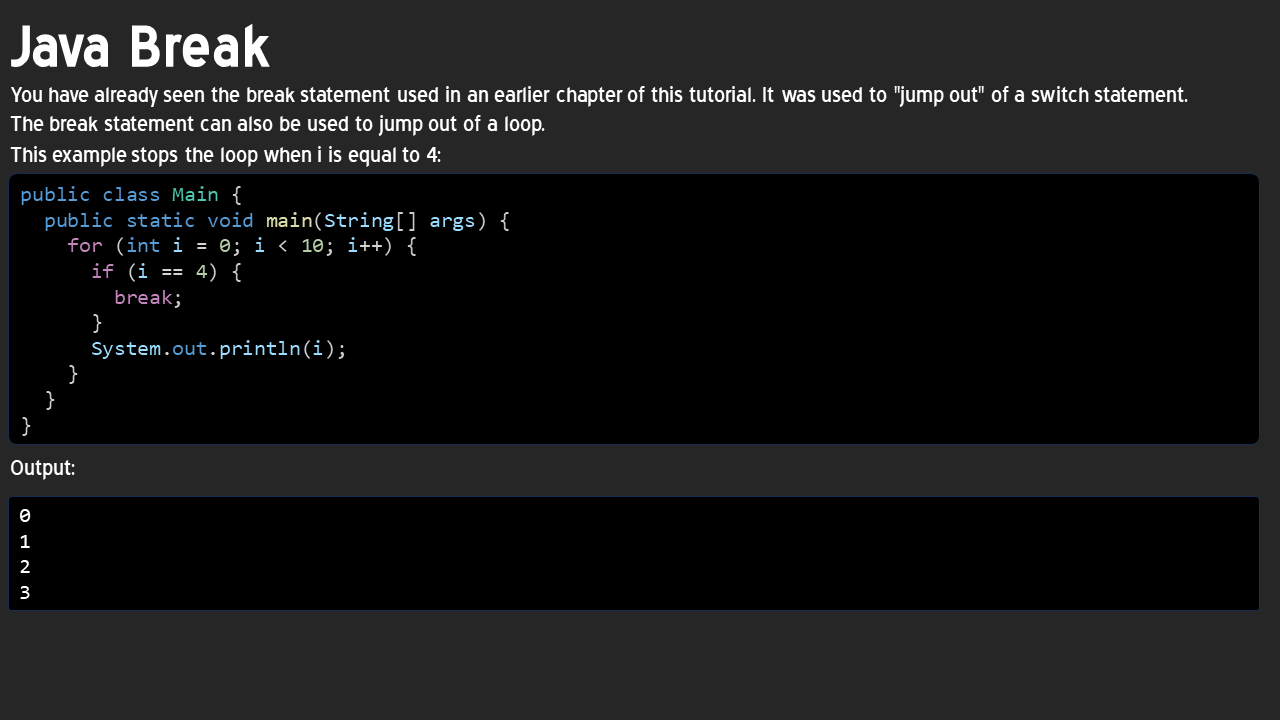 Java Break
You have already seen the break statement used in an earlier chapter of this tutorial. It was used to "jump out" of a switch statement.
The break statement can also be used to jump out of a loop.
This example stops the loop when i is equal to 4:
public class Main {
  public static void main(String[] args) {
    for (int i = 0; i < 10; i++) {
      if (i == 4) {
        break;
      }
      System.out.println(i);
    }
  }
}
Output:
0
1
2
3